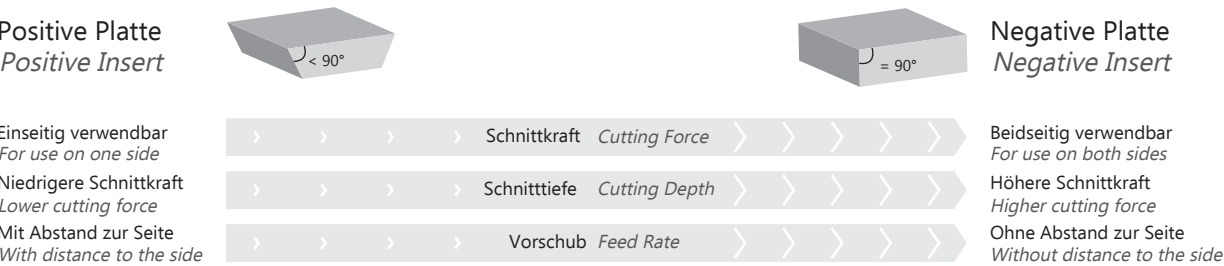 Positive Platte
Positive Insert
< 90°
= 90°
Negative Platte
Negative Insert
Einseitig verwendbar
For use on one side
Niedrigere Schnittkraft
Lower cutting force
Mit Abstand zur Seite
With distance to the side
Schnittkraft Cutting Force
Schnitttiefe Cutting Depth
Vorschub Feed Rate
Beidseitig verwendbar
For use on both sides
Höhere Schnittkraft
Higher cutting force
Ohne Abstand zur Seite
Without distance to the side